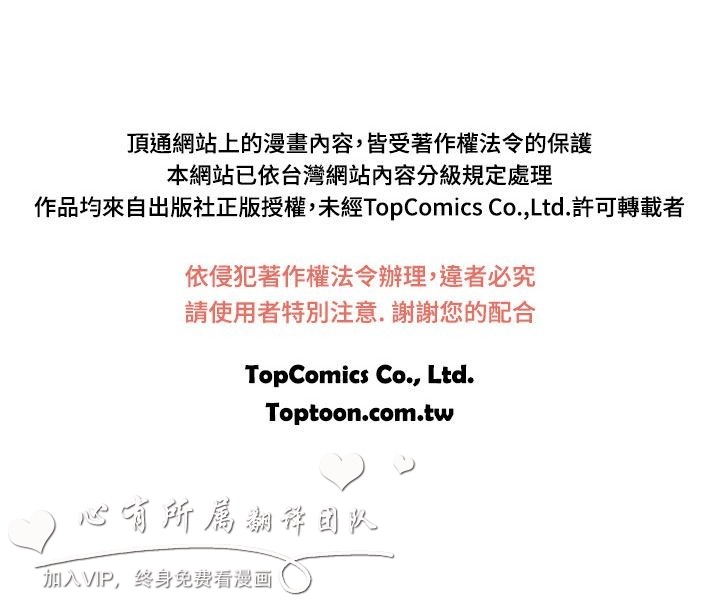 頂通網站上的漫畫內容，皆受著作權法令的保護
本網站已依台灣網站內容分級規定處理
作品均來自出版社正版授權，未經TopComics Co.,Ltd.許可轉載者
依侵犯著作權法令辦理，違者必究
請使用者特別注意. 謝謝您的配合
TopComics Co., Ltd.
Toptoon.com.tw
心有所属翻译团队
加入VIP，终身免费看漫画